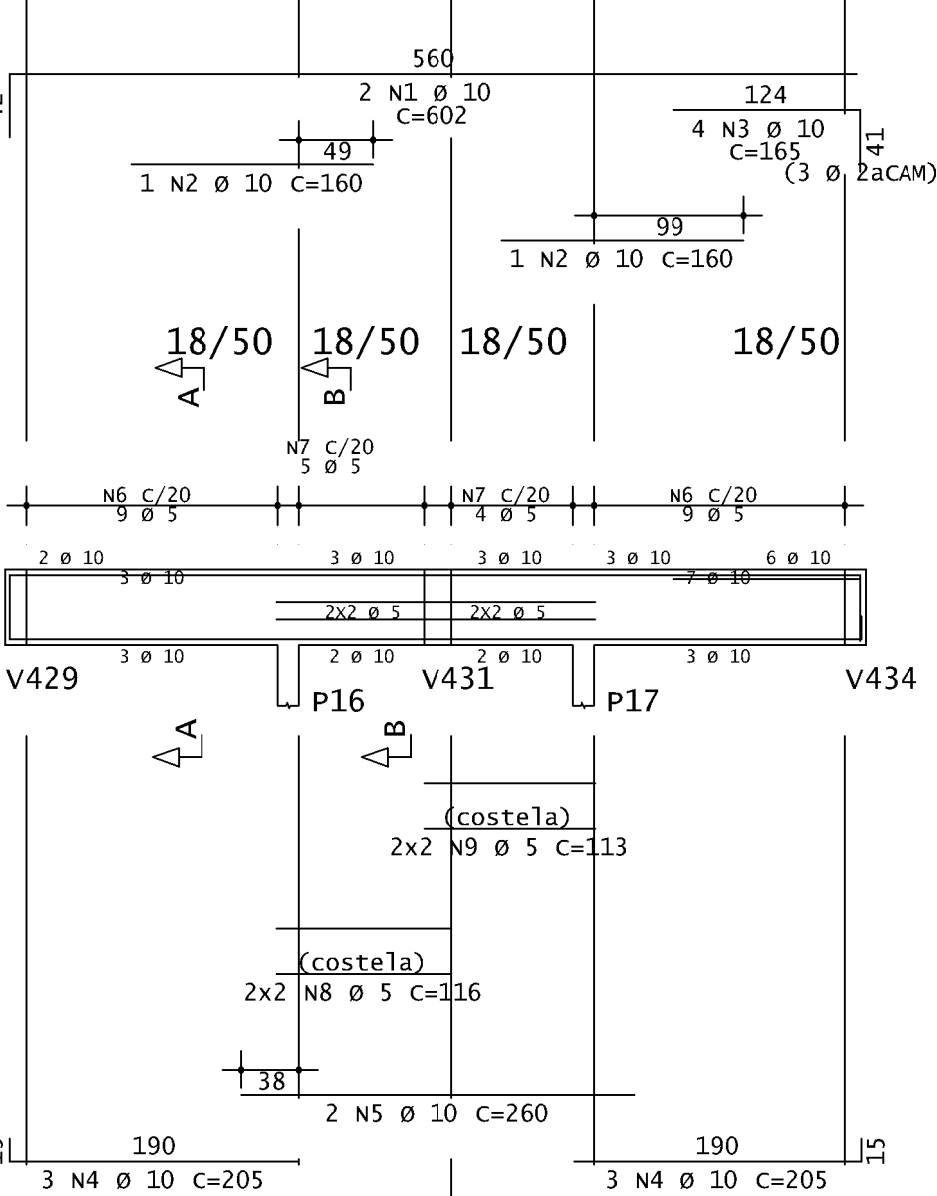 560
2 N1 Ø 10
C=602
124
4 N3 Ø 10
C=165
41
(3 Ø 2aCAM)
49
1 N2 Ø 10 C=160
99
1 N2 Ø 10 C=160
18/50 18/50 18/50 18/50
A B
N7 C/20
5 Ø 5
N6 C/20 N7 C/20 N6 C/20
9 Ø 5 4 Ø 5 9 Ø 5
2 Ø 10 3 Ø 10 3 Ø 10 3 Ø 10 6 Ø 10
3 Ø 10 7 Ø 10
2X2 Ø 5 2X2 Ø 5
3 Ø 10 2 Ø 10 2 Ø 10 3 Ø 10
V429 V431 V434
P16 P17
A B
(costela)
2x2 N9 Ø 5 C=113
(costela)
2x2 N8 Ø 5 C=116
38
2 N5 Ø 10 C=260
190 190 15
3 N4 Ø 10 C=205 3 N4 Ø 10 C=205